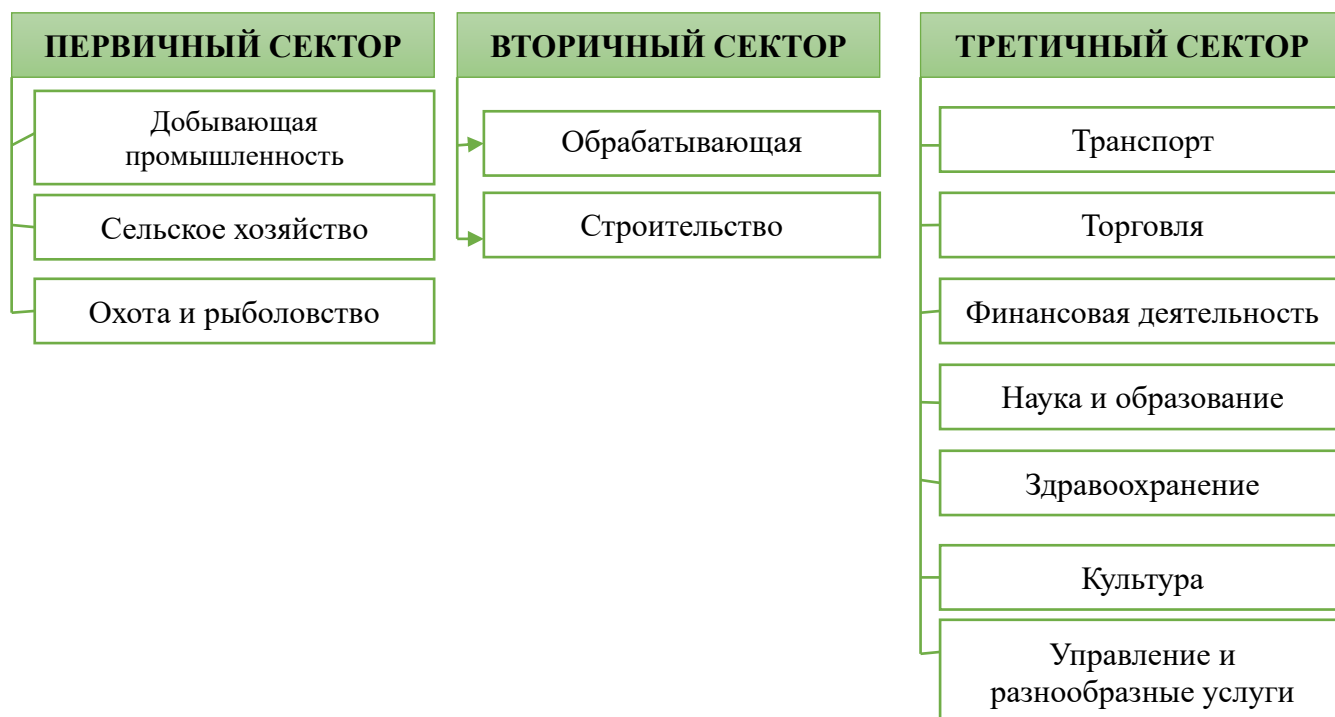 ПЕРВИЧНЫЙ СЕКТОР
Добывающая
промышленность
Сельское хозяйство
Охота и рыболовство
ВТОРИЧНЫЙ СЕКТОР
Обрабатывающая
Строительство
ТРЕТИЧНЫЙ СЕКТОР
Транспорт
Торговля
Финансовая деятельность
Наука и образование
Здравоохранение
Культура
Управление и
разнообразные услуги